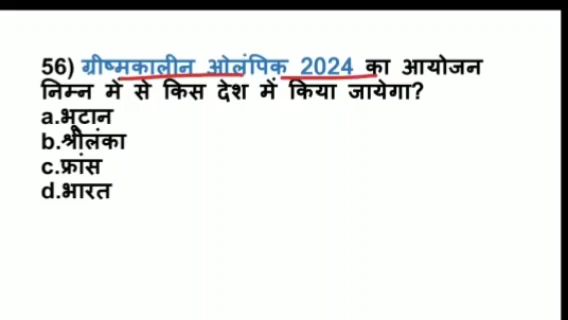 56) ग्रीष्मकालीन ओलंपिक 2024 का आयोजन
निम्न में से किस देश में किया जायेगा?
a.भूटान
b.श्रीलंका
c.फ्रांस
d.भारत